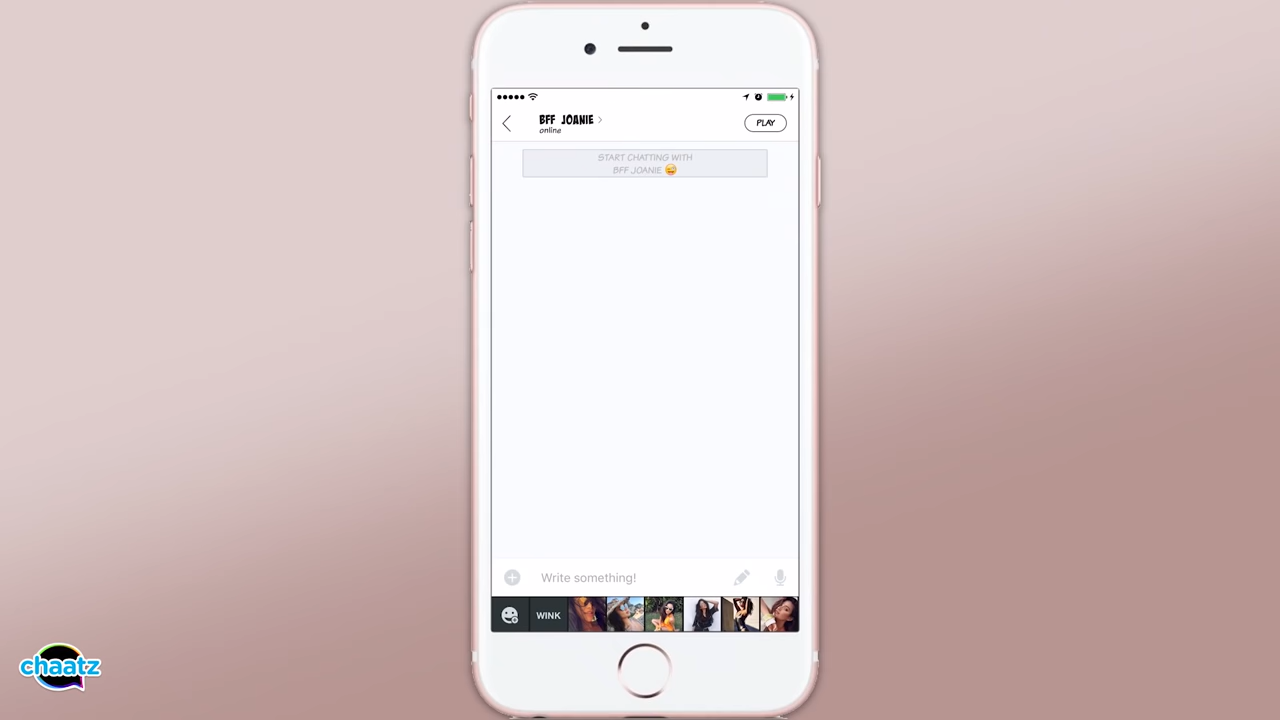 BFF JOANIE
online
PLAY
START CHATTING WITH
BFF JOANIE 😄
Write something!
WINK
chaatz